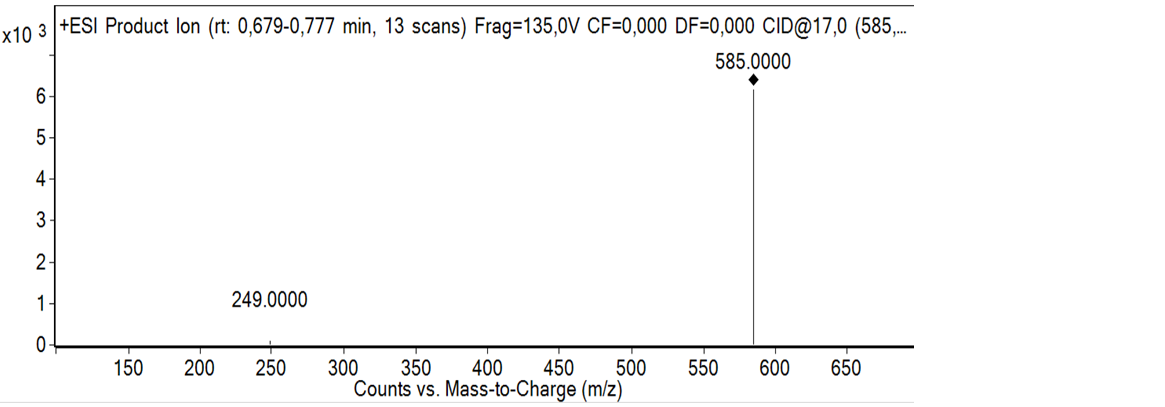 +ESI Product Ion (rt: 0,679-0,777 min, 13 scans) Frag=135,0V CF=0,000 DF=0,000 CID@17,0 (585,...
x10 3
585.0000
6
5
4
3
2
1
249.0000
0
150 200 250 300 350 400 450 500 550 600 650
Counts vs. Mass-to-Charge (m/z)